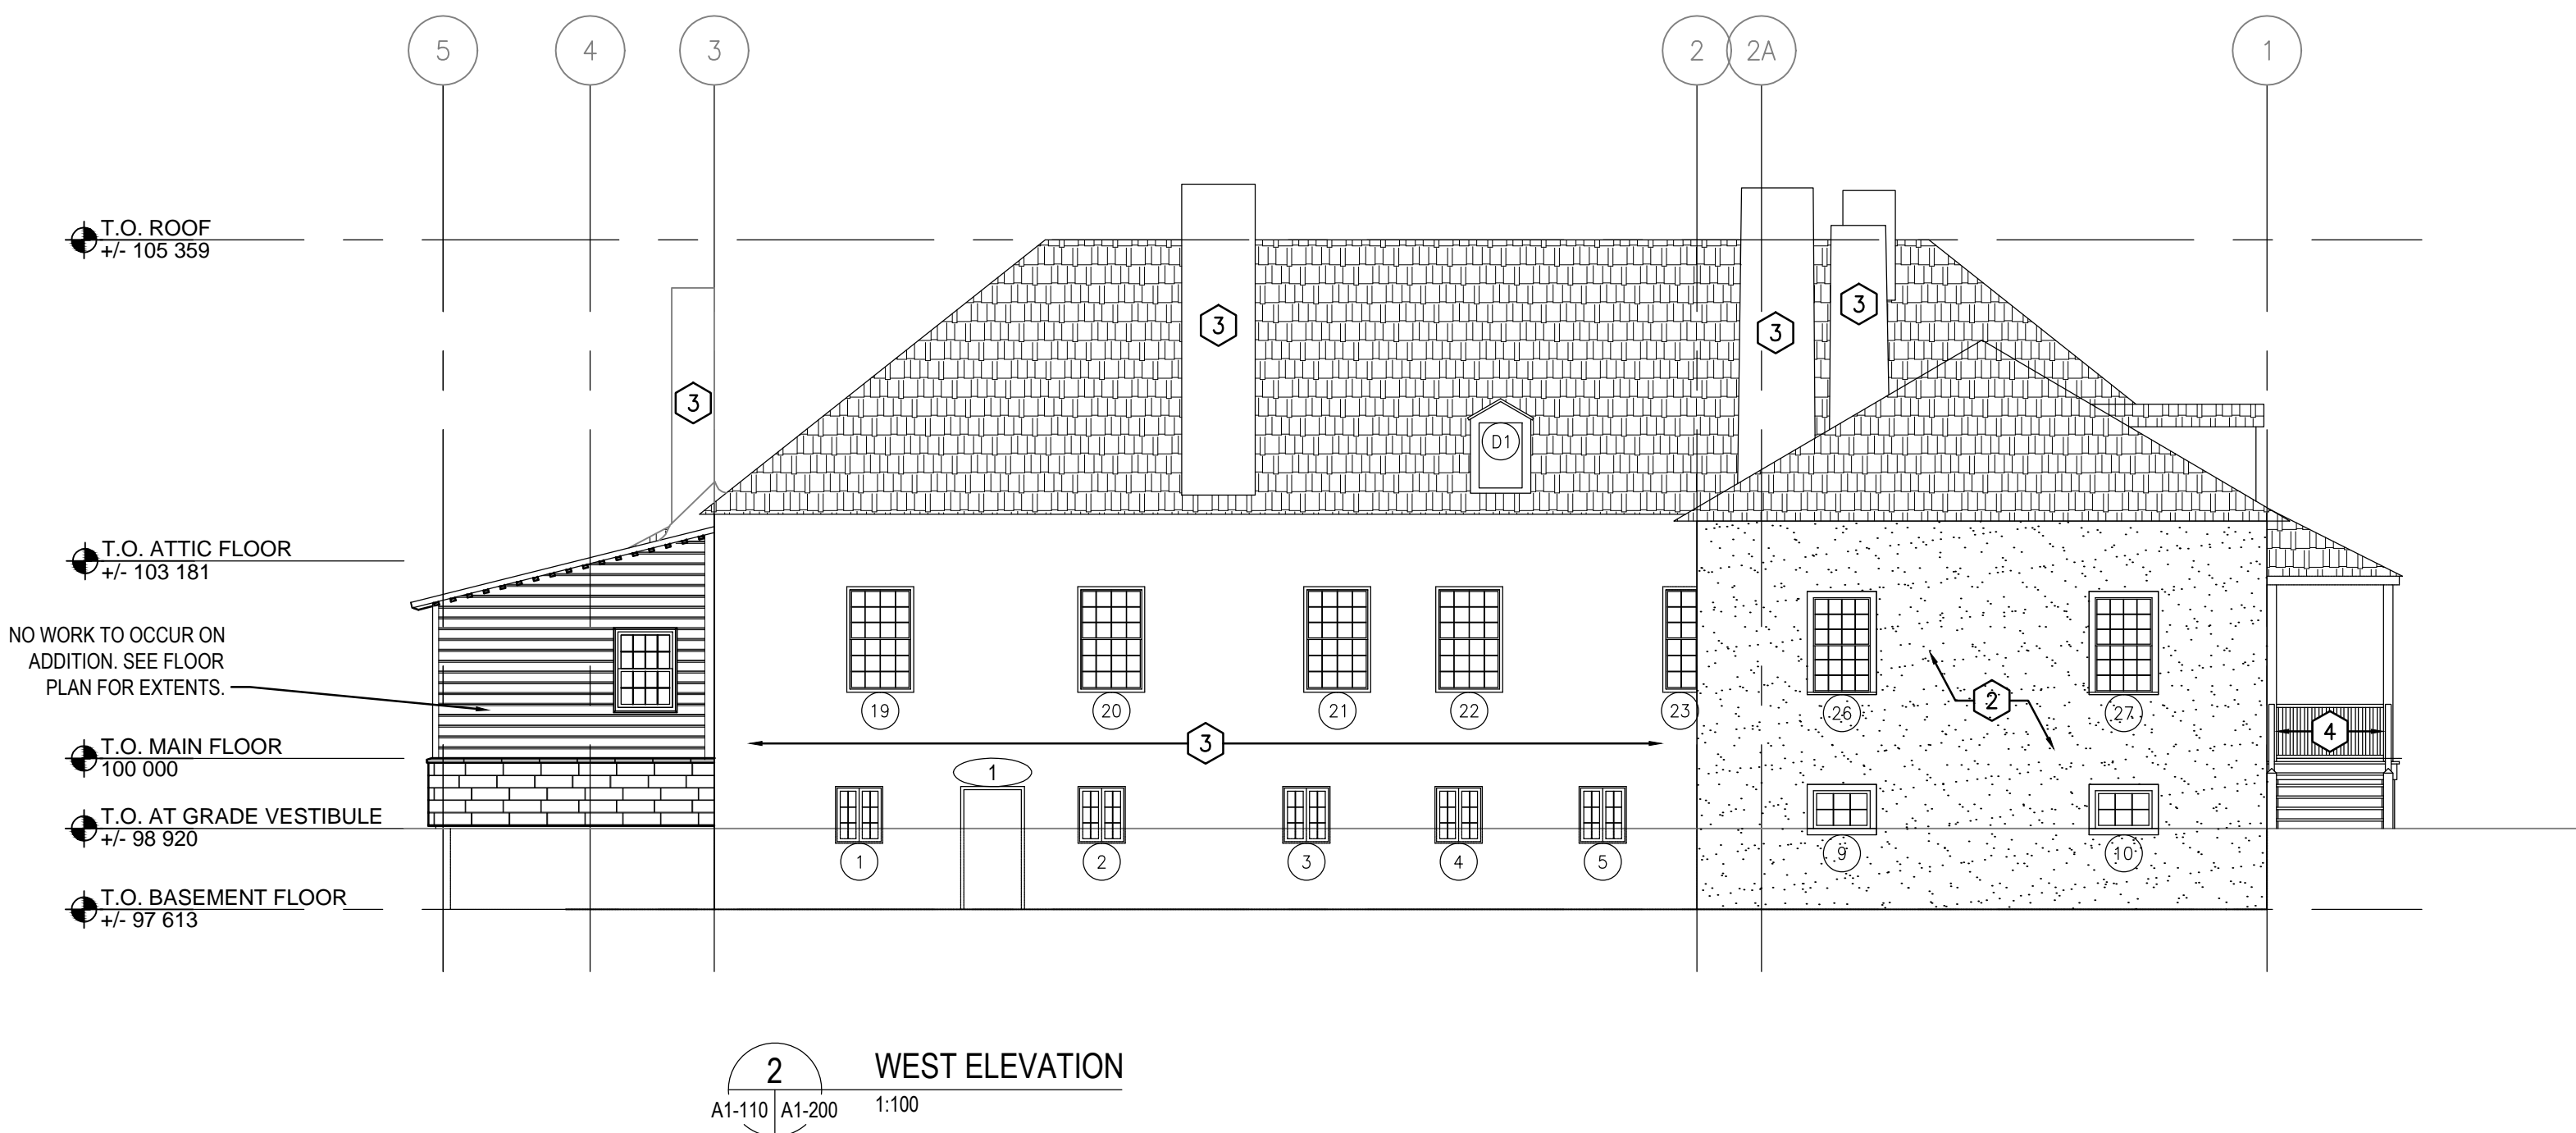 5
4
3
2
2A
1
T.O. ROOF
+/- 105 359
3
3
3
3
D1
T.O. ATTIC FLOOR
+/- 103 181
NO WORK TO OCCUR ON
ADDITION. SEE FLOOR
PLAN FOR EXTENTS.
19
20
21
22
23
26
2
27
3
4
T.O. MAIN FLOOR
100 000
1
T.O. AT GRADE VESTIBULE
+/- 98 920
1
2
3
4
5
9
10
T.O. BASEMENT FLOOR
+/- 97 613
2
WEST ELEVATION
A1-110
A1-200
1:100